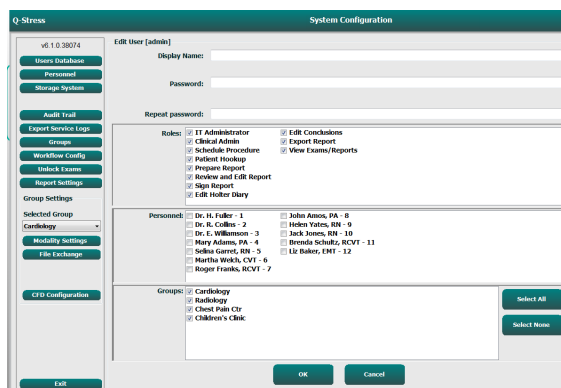 Q-Stress
System Configuration
v6.1.0.38074
Users Database
Personnel
Storage System
Audit Trail
Export Service Logs
Groups
Workflow Config
Unlock Exams
Report Settings
Group Settings
Selected Group
Cardiology
Modality Settings
File Exchange
CFD Configuration
Exit
Edit User [admin]
Display Name:
Password:
Repeat password:
Roles:
IT Administrator
Clinical Admin
Schedule Procedure
Patient Hookup
Prepare Report
Review and Edit Report
Sign Report
Edit Holter Diary
Edit Conclusions
Export Report
View Exams/Reports
Personnel:
Dr. H. Fuller - 1
Dr. R. Collins - 2
Dr. E. Williamson - 3
Mary Adams, PA - 4
Selina Garret, RN - 5
Martha Welch, CVT - 6
Roger Franks, RCVT - 7
John Amos, PA - 8
Helen Yates, RN - 9
Jack Jones, RN - 10
Brenda Schultz, RCVT - 11
Liz Baker, EMT - 12
Groups:
Cardiology
Radiology
Chest Pain Ctr
Children's Clinic
Select All
Select None
OK
Cancel